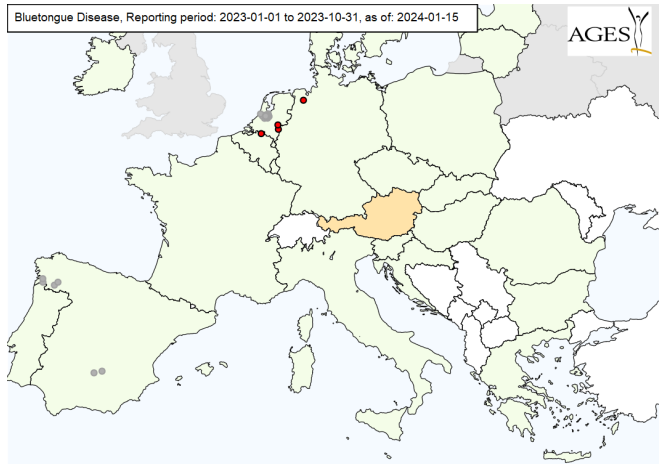 Bluetongue Disease, Reporting period: 2023-01-01 to 2023-10-31, as of: 2024-01-15
AGES